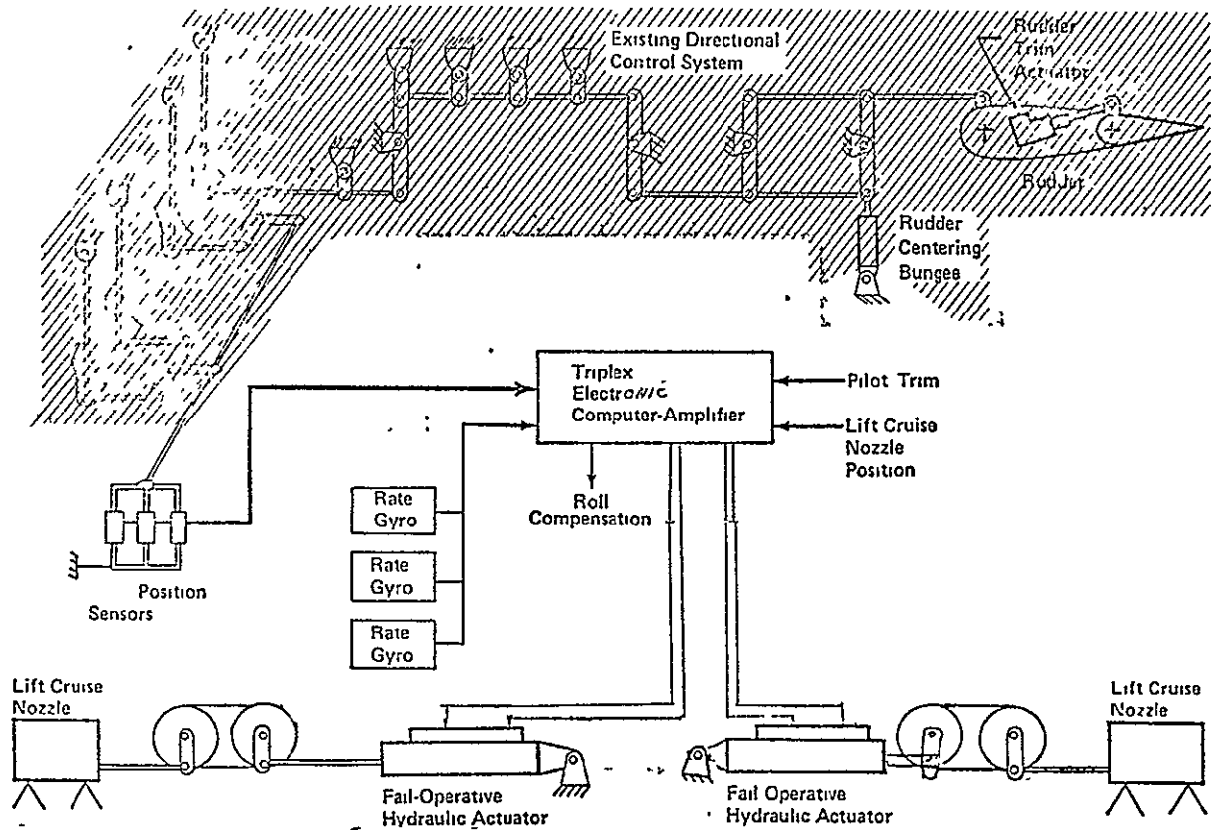 Existing Directional
Control System
Rudder
Trim
Actuator
Rudder
Rudder
Centering
Bungee
Triplex
Electronic
Computer-Amplifier
Pilot Trim
Lift Cruise
Nozzle
Position
Roll
Compensation
Rate
Gyro
Rate
Gyro
Rate
Gyro
Position
Sensors
Lift Cruise
Nozzle
Lift Cruise
Nozzle
Fail-Operative
Hydraulic Actuator
Fail Operative
Hydraulic Actuator